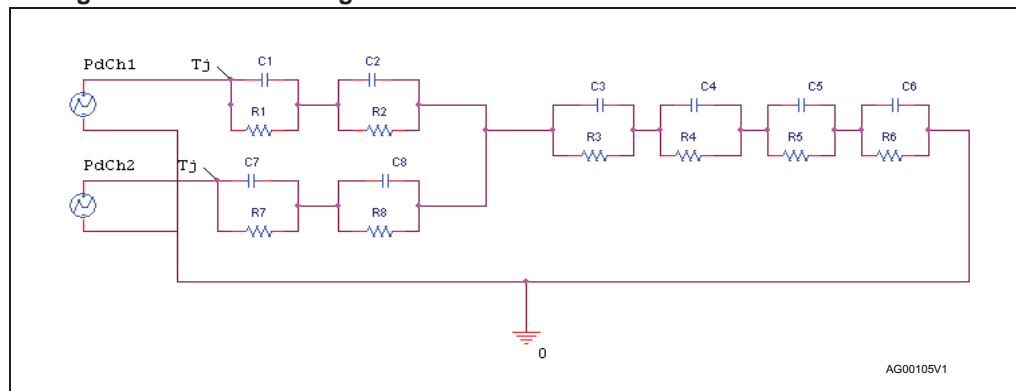 PdCh1
Tj
C1
C2
R1
R2
C3
C4
C5
C6
R3
R4
R5
R6
PdCh2
Tj
C7
C8
R7
R8
0
AG00105V1